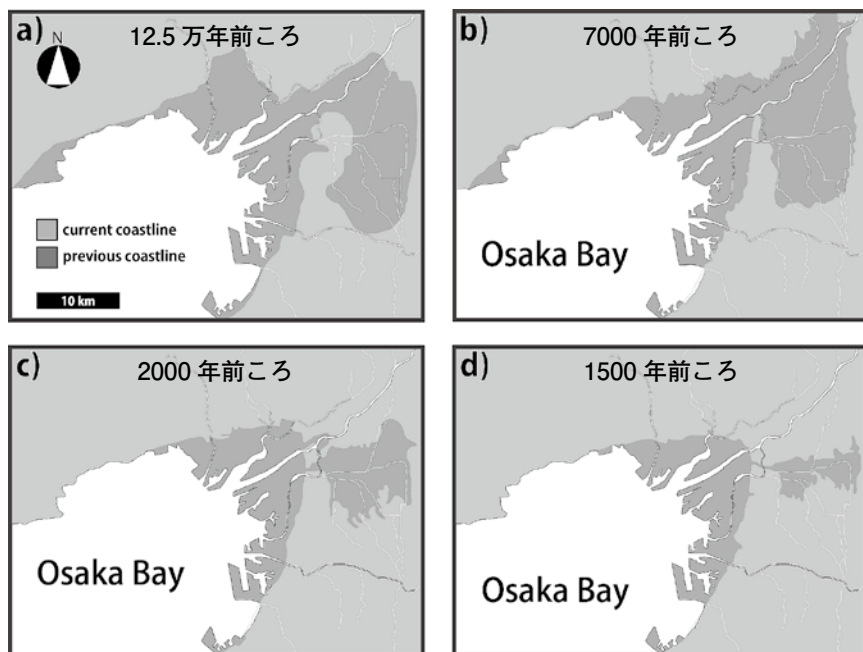 a)
12.5 万年前ころ
N
current coastline
previous coastline
10 km
b)
7000 年前ころ
Osaka Bay
c)
2000 年前ころ
Osaka Bay
d)
1500 年前ころ
Osaka Bay